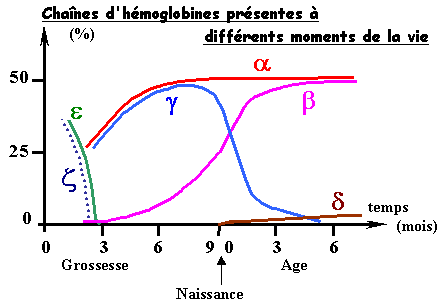 Chaînes d'hémoglobines présentes à
différents moments de la vie
(%)
50
25
0
ε
ζ
γ
α
β
δ
temps
(mois)
0 3 6 9 0 3 6
Grossesse
Age
Naissance